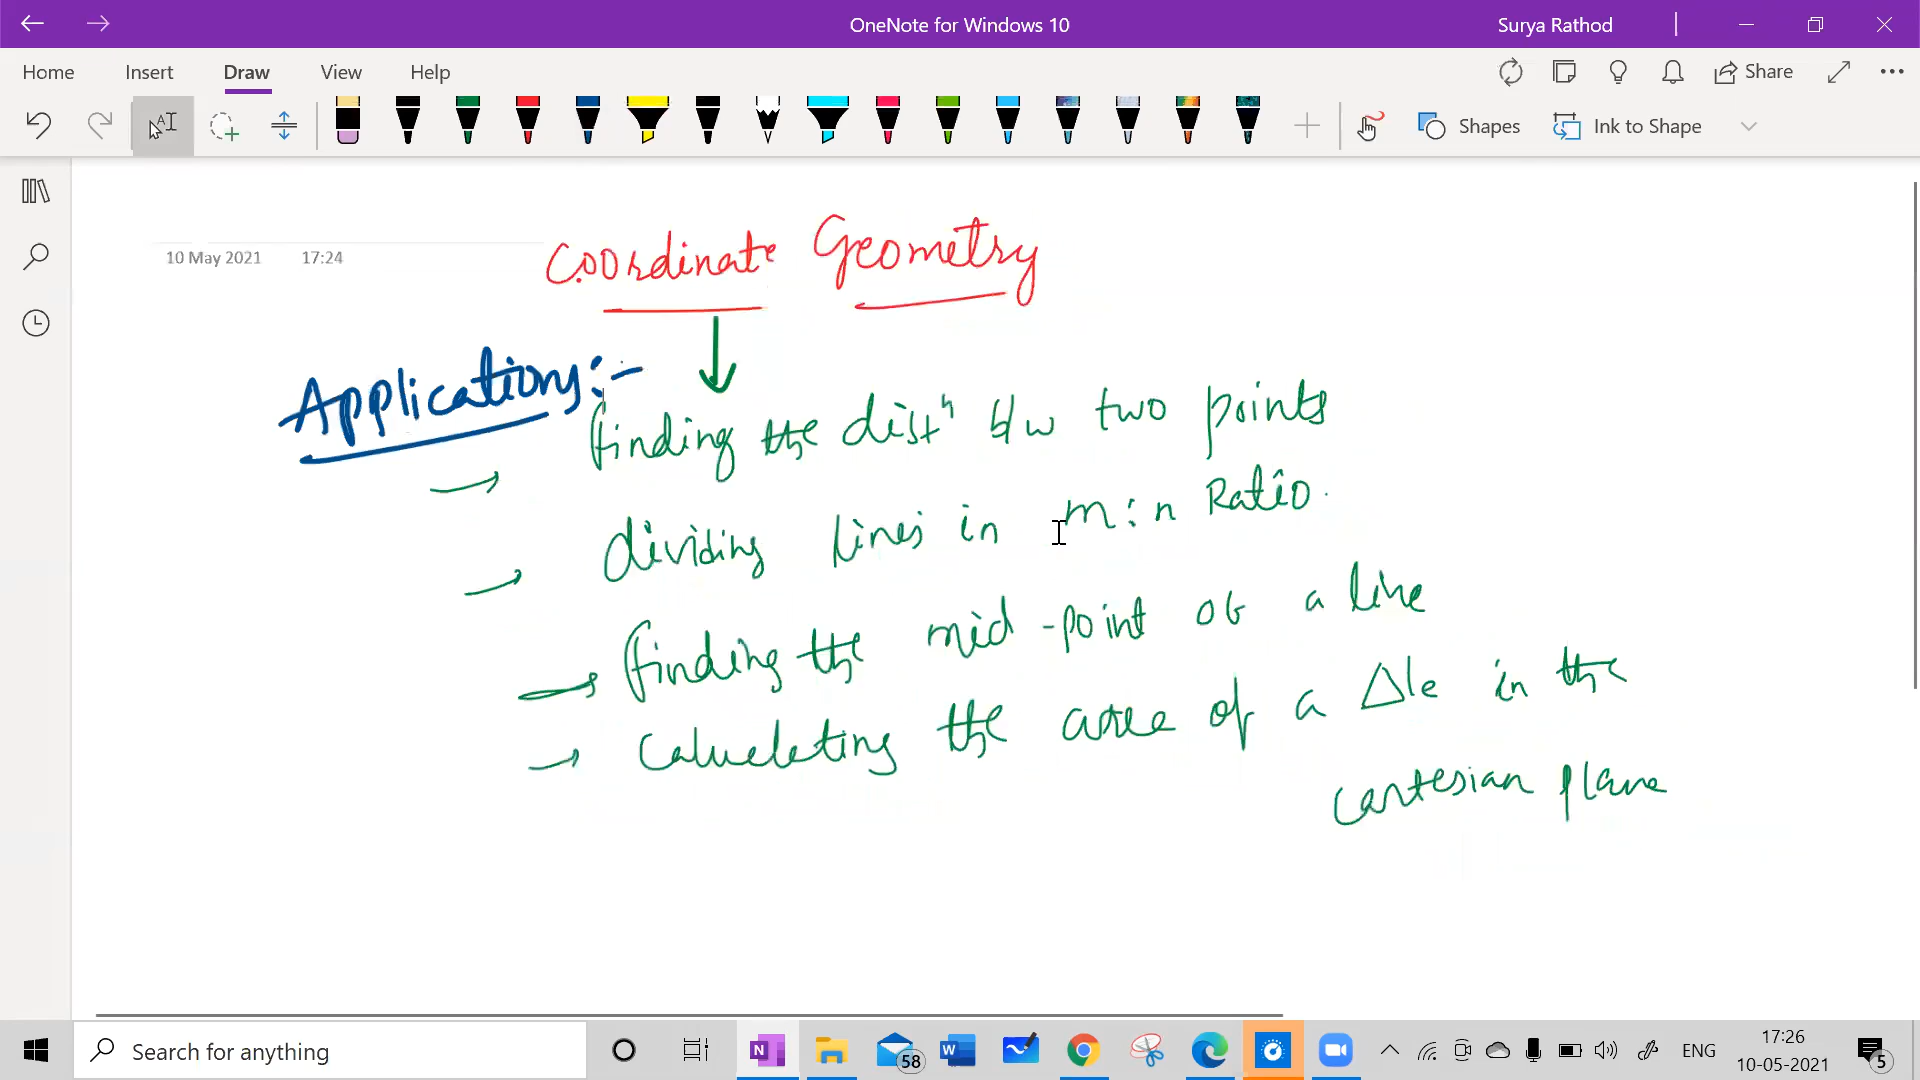 OneNote for Windows 10
Surya Rathod
Home Insert Draw View Help
Share
Shapes
Ink to Shape
10 May 2021 17:24
Coordinate Geometry
Applications:-
finding the distⁿ b/w two points
dividing lines in m:n Ratio.
finding the mid-point of a line
Calculating the area of a Δle in the
cartesian plane
Search for anything
58
ENG
17:26
10-05-2021
5